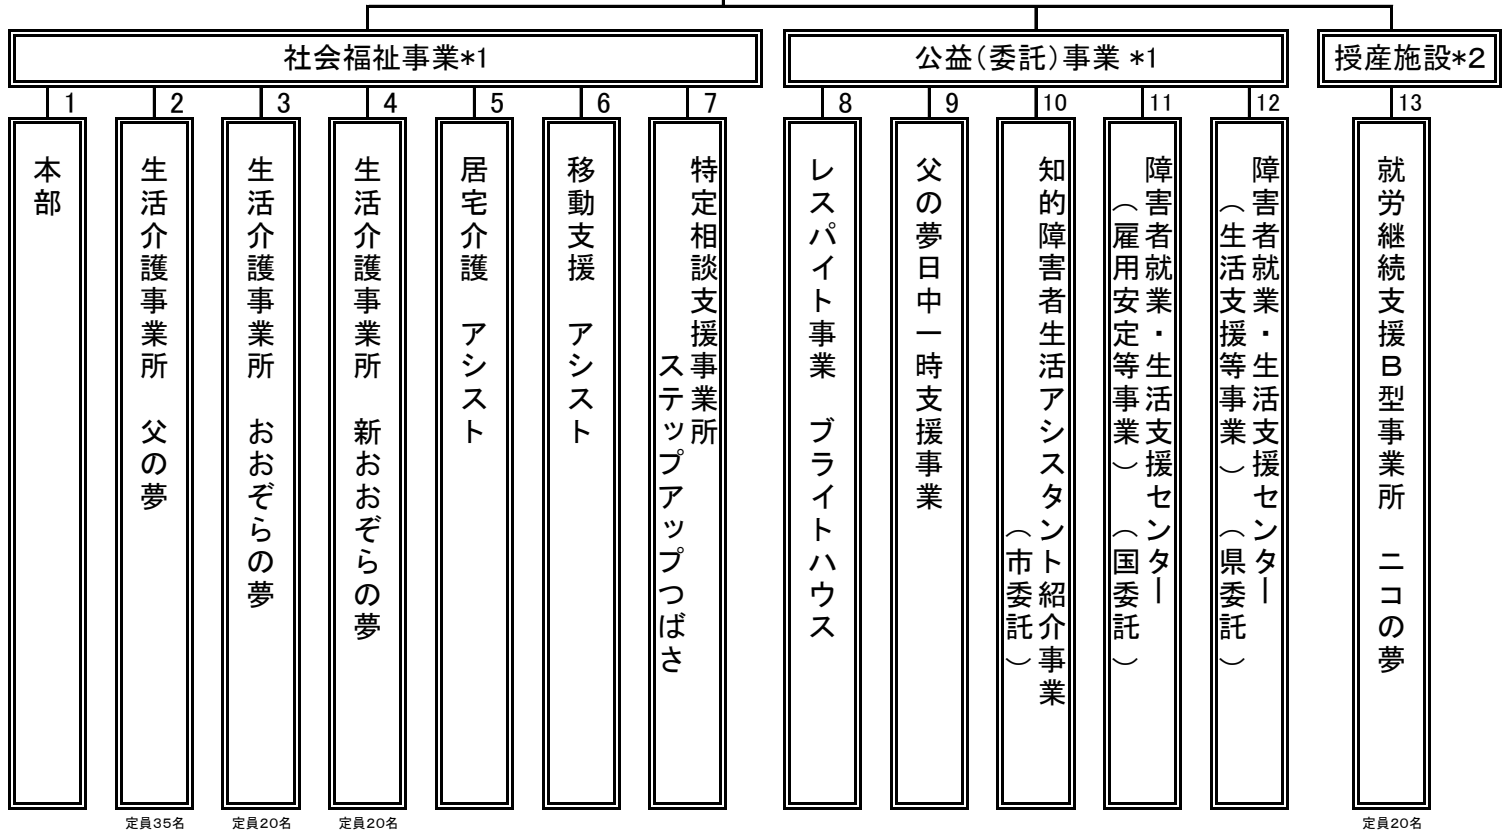 社会福祉事業*1
公益(委託)事業 *1
授産施設*2
1
本部
2
生活介護事業所 父の夢
定員35名
3
生活介護事業所 おおぞらの夢
定員20名
4
生活介護事業所 新おおぞらの夢
定員20名
5
居宅介護 アシスト
6
移動支援 アシスト
7
特定相談支援事業所
ステップアップつばさ
8
レスパイト事業 ブライトハウス
9
父の夢日中一時支援事業
10
知的障害者生活アシスタント紹介事業
(市委託)
11
障害者就業・生活支援センター
(雇用安定等事業)(国委託)
12
障害者就業・生活支援センター
(生活支援等事業)(県委託)
13
就労継続支援B型事業所 ニコの夢
定員20名